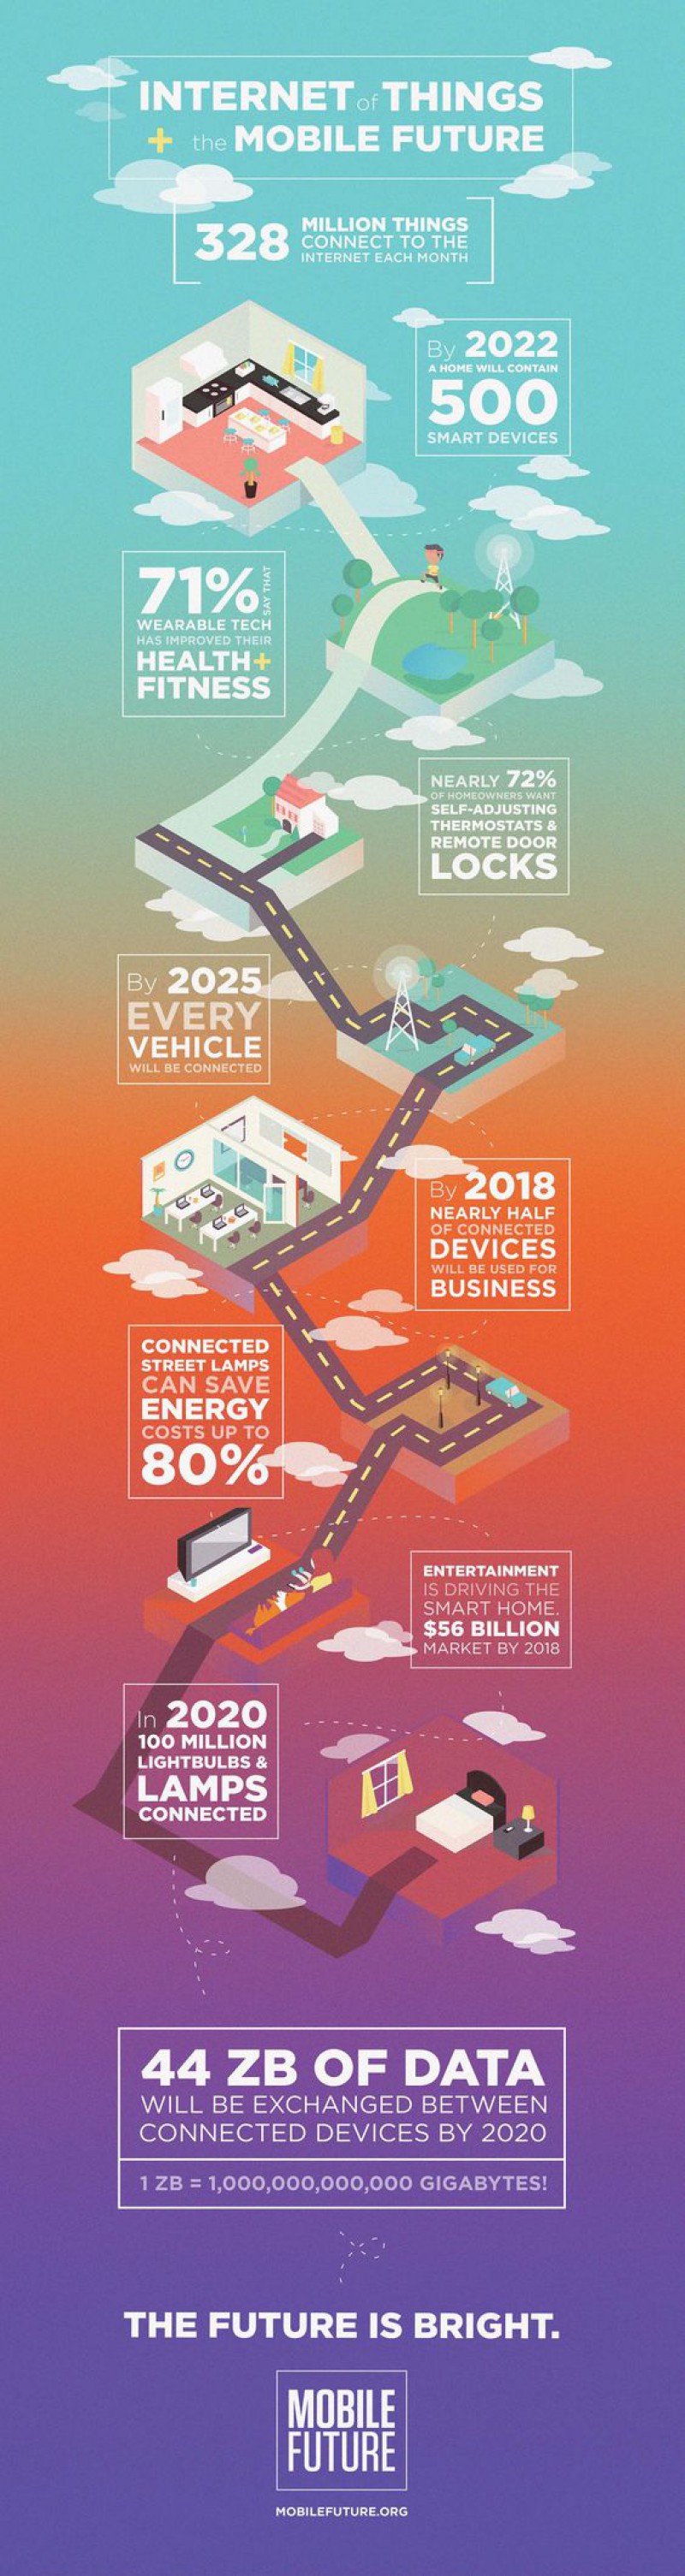 INTERNET of THINGS
+ the MOBILE FUTURE
328 MILLION THINGS
CONNECT TO THE
INTERNET EACH MONTH
By 2022
A HOME WILL CONTAIN
500
SMART DEVICES
71% SAY THAT
WEARABLE TECH
HAS IMPROVED THEIR
HEALTH+
FITNESS
NEARLY 72%
OF HOMEOWNERS WANT
SELF-ADJUSTING
THERMOSTATS &
REMOTE DOOR
LOCKS
By 2025
EVERY
VEHICLE
WILL BE CONNECTED
By 2018
NEARLY HALF
OF CONNECTED
DEVICES
WILL BE USED FOR
BUSINESS
CONNECTED
STREET LAMPS
CAN SAVE
ENERGY
COSTS UP TO
80%
ENTERTAINMENT
IS DRIVING THE
SMART HOME.
$56 BILLION
MARKET BY 2018
In 2020
100 MILLION
LIGHTBULBS &
LAMPS
CONNECTED
44 ZB OF DATA
WILL BE EXCHANGED BETWEEN
CONNECTED DEVICES BY 2020
1 ZB = 1,000,000,000,000 GIGABYTES!
THE FUTURE IS BRIGHT.
MOBILE
FUTURE
MOBILEFUTURE.ORG